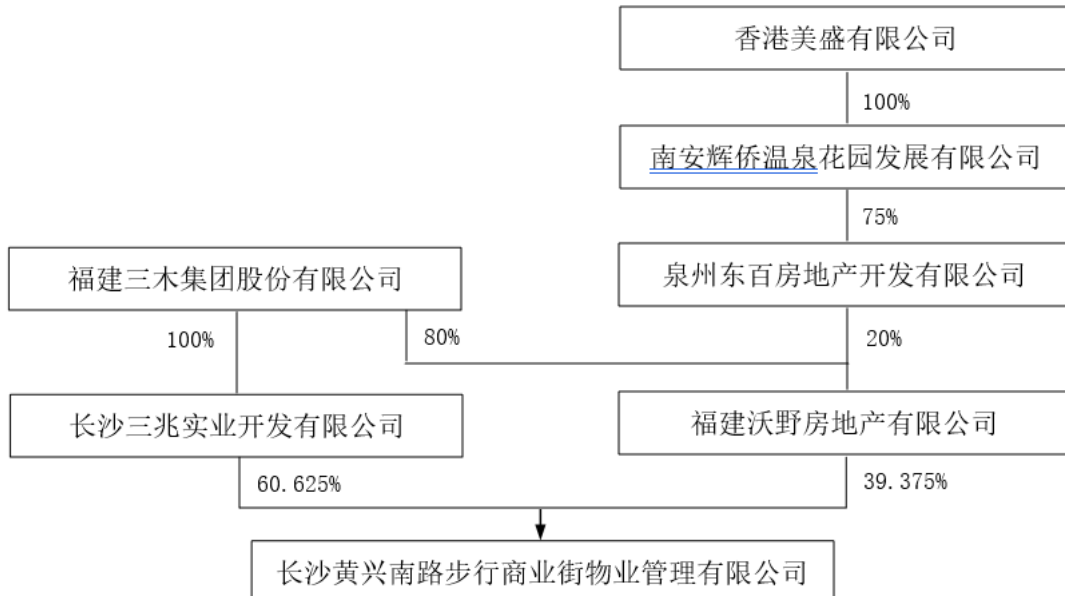 香港美盛有限公司
100%
南安辉侨温泉花园发展有限公司
75%
福建三木集团股份有限公司
泉州东百房地产开发有限公司
100%
80%
20%
长沙三兆实业开发有限公司
福建沃野房地产有限公司
60.625%
39.375%
长沙黄兴南路步行商业街物业管理有限公司